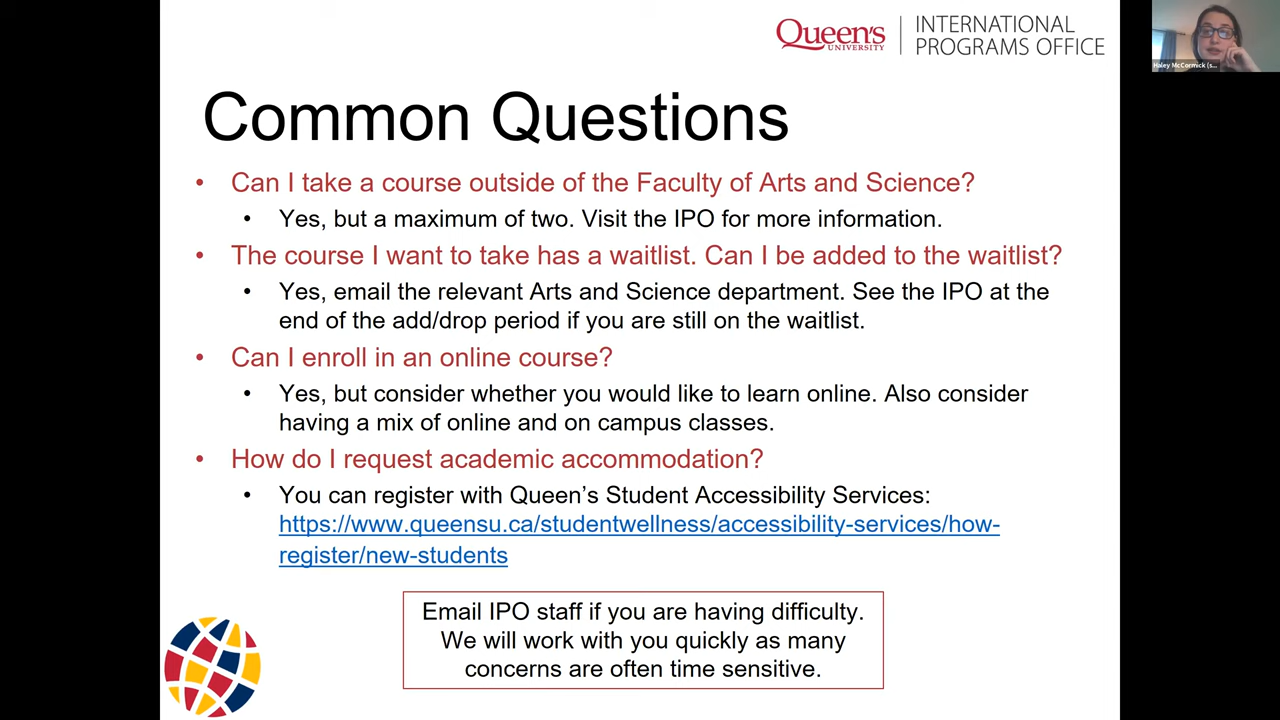 Queen's
UNIVERSITY
INTERNATIONAL
PROGRAMS OFFICE
Haley McCormick (s...
Common Questions
• Can I take a course outside of the Faculty of Arts and Science?
• Yes, but a maximum of two. Visit the IPO for more information.
• The course I want to take has a waitlist. Can I be added to the waitlist?
• Yes, email the relevant Arts and Science department. See the IPO at the
end of the add/drop period if you are still on the waitlist.
• Can I enroll in an online course?
• Yes, but consider whether you would like to learn online. Also consider
having a mix of online and on campus classes.
• How do I request academic accommodation?
• You can register with Queen’s Student Accessibility Services:
https://www.queensu.ca/studentwellness/accessibility-services/how-
register/new-students
Email IPO staff if you are having difficulty.
We will work with you quickly as many
concerns are often time sensitive.